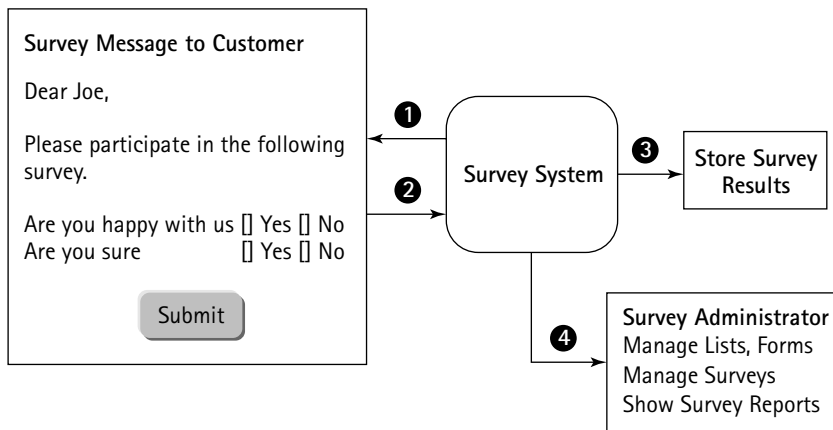 Survey Message to Customer
Dear Joe,
Please participate in the following
survey.
Are you happy with us [] Yes [] No
Are you sure [] Yes [] No
Submit
1
2
Survey System
3
Store Survey
Results
4
Survey Administrator
Manage Lists, Forms
Manage Surveys
Show Survey Reports